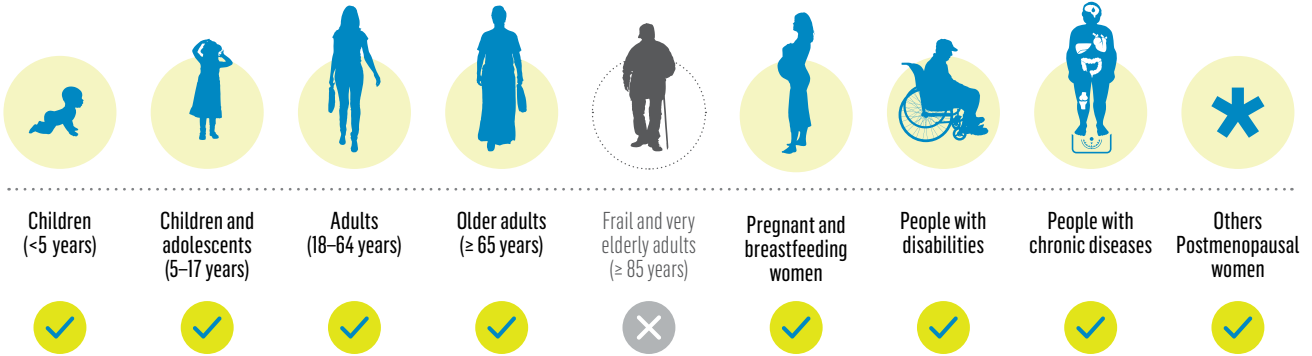 Children
(<5 years)
Children and
adolescents
(5–17 years)
Adults
(18–64 years)
Older adults
(≥ 65 years)
Frail and very
elderly adults
(≥ 85 years)
Pregnant and
breastfeeding
women
People with
disabilities
People with
chronic diseases
Others
Postmenopausal
women